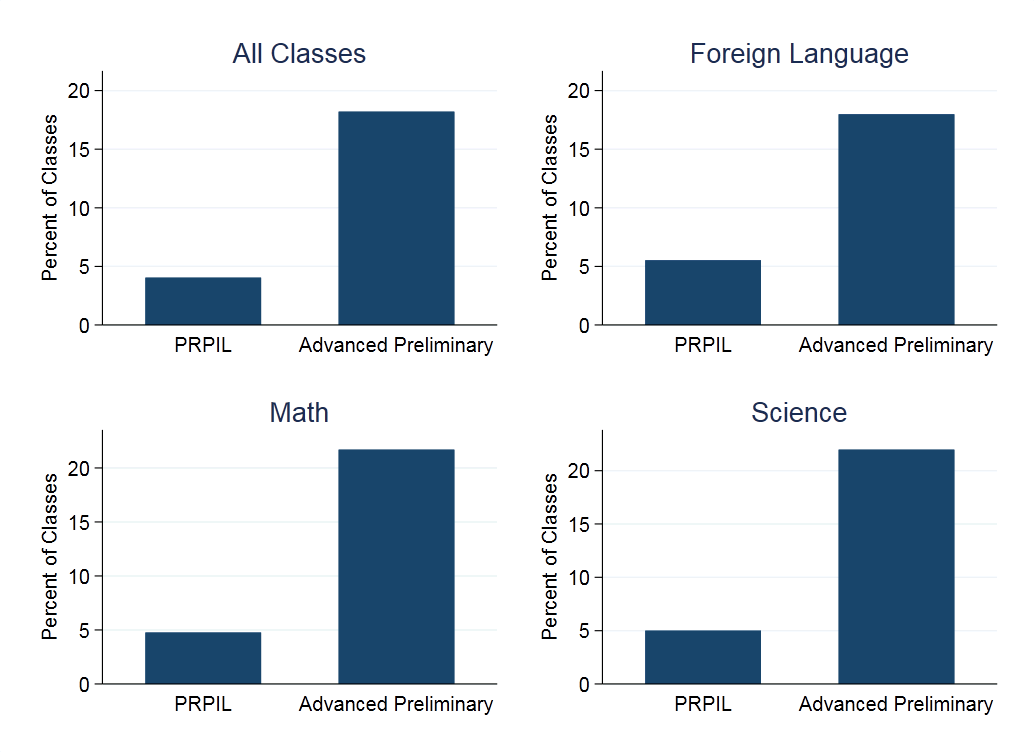 All Classes
Percent of Classes
20
15
10
5
0
PRPIL Advanced Preliminary
Foreign Language
Percent of Classes
20
15
10
5
0
PRPIL Advanced Preliminary
Math
Percent of Classes
20
15
10
5
0
PRPIL Advanced Preliminary
Science
Percent of Classes
20
15
10
5
0
PRPIL Advanced Preliminary